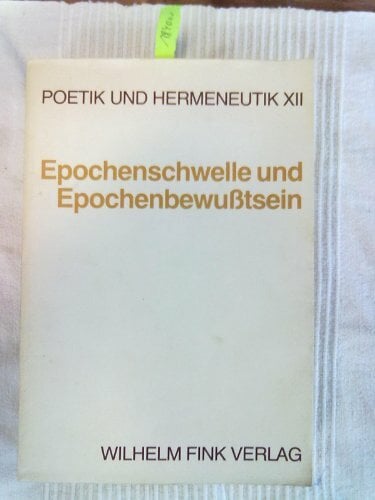 POETIK UND HERMENEUTIK XII
Epochenschwelle und
Epochenbewußtsein
WILHELM FINK VERLAG